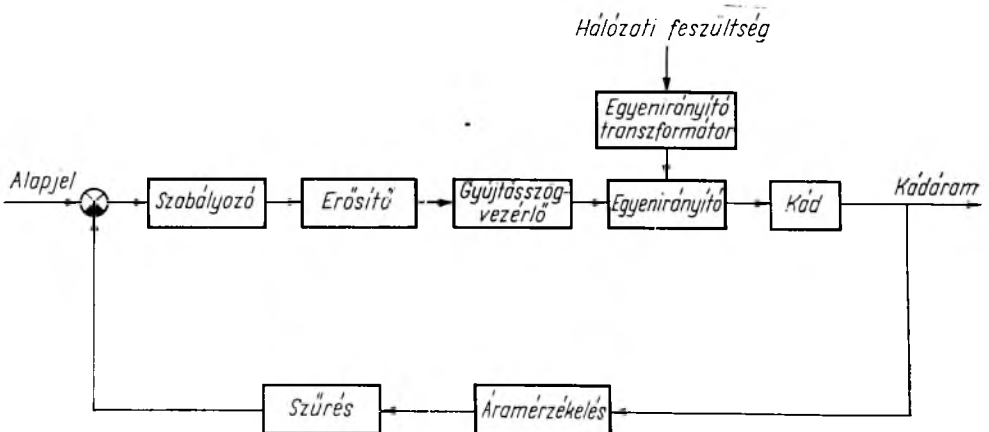 Hálózati feszültség
Egyenirányító
transzformátor
Alapjel
Szabályozó
Erősítő
Gyújtásszög-
vezérlő
Egyenirányító
Kád
Kádáram
Szűrés
Áramérzékelés